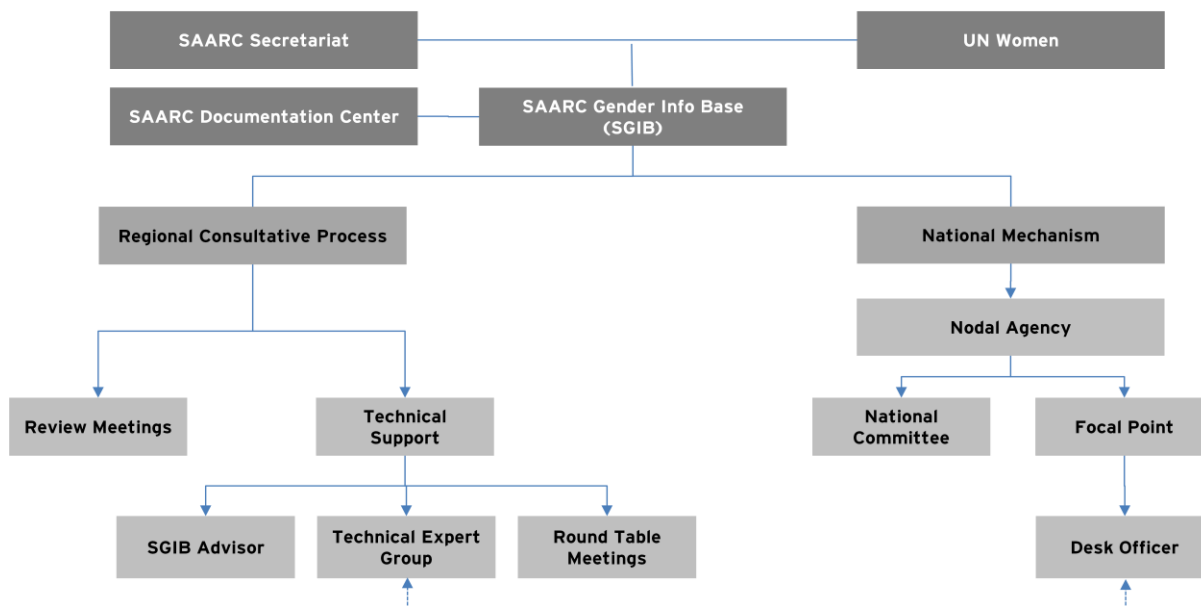 SAARC Secretariat
UN Women
SAARC Documentation Center
SAARC Gender Info Base
(SGIB)
Regional Consultative Process
National Mechanism
Nodal Agency
Review Meetings
Technical
Support
National
Committee
Focal Point
SGIB Advisor
Technical Expert
Group
Round Table
Meetings
Desk Officer